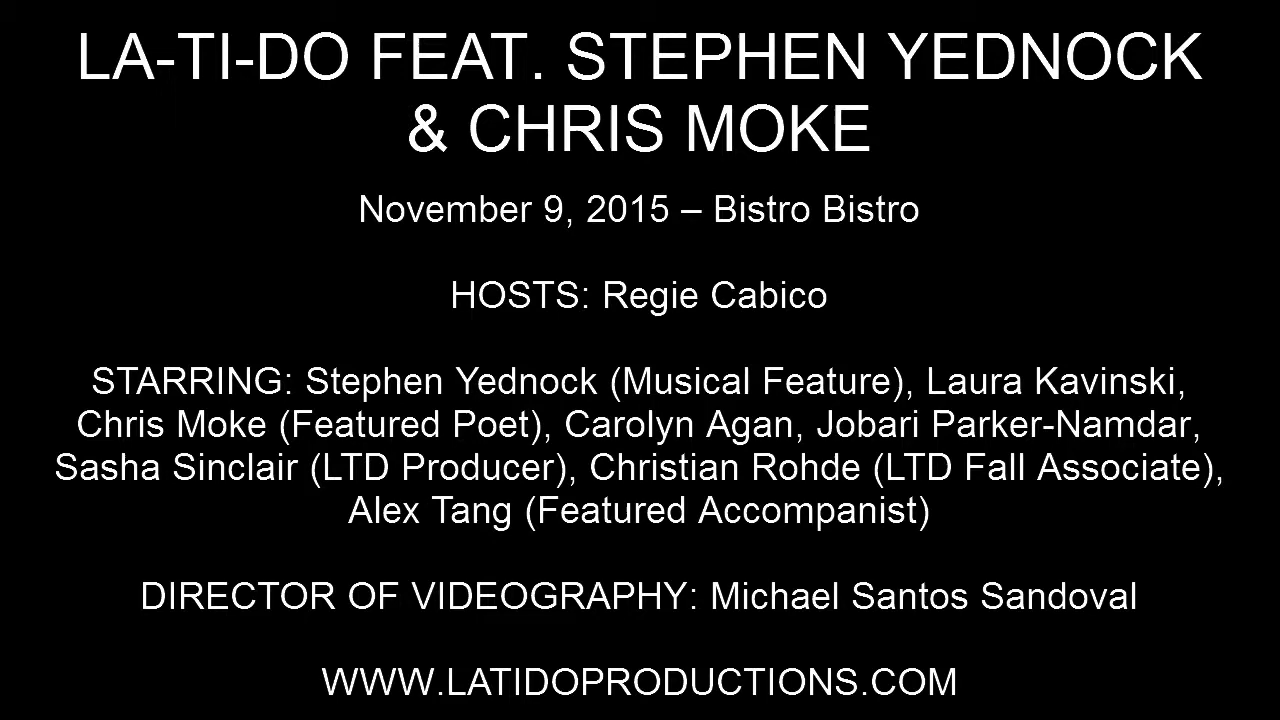 LA-TI-DO FEAT. STEPHEN YEDNOCK
& CHRIS MOKE
November 9, 2015 – Bistro Bistro
HOSTS: Regie Cabico
STARRING: Stephen Yednock (Musical Feature), Laura Kavinski,
Chris Moke (Featured Poet), Carolyn Agan, Jobari Parker-Namdar,
Sasha Sinclair (LTD Producer), Christian Rohde (LTD Fall Associate),
Alex Tang (Featured Accompanist)
DIRECTOR OF VIDEOGRAPHY: Michael Santos Sandoval
WWW.LATIDOPRODUCTIONS.COM